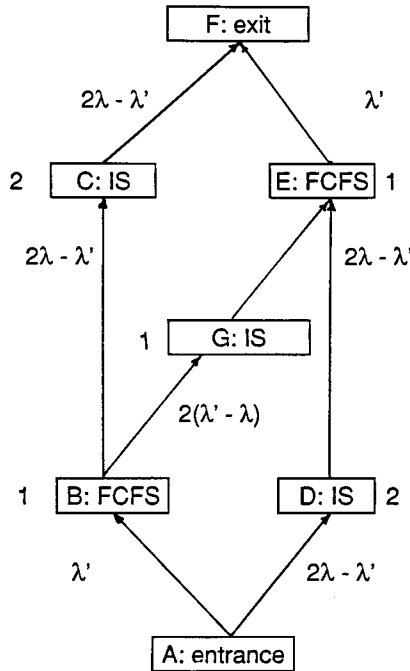 F: exit
2λ - λ' λ'
2 C: IS E: FCFS 1
2λ - λ' 2λ - λ'
1 G: IS
2(λ' - λ)
1 B: FCFS D: IS 2
λ' 2λ - λ'
A: entrance